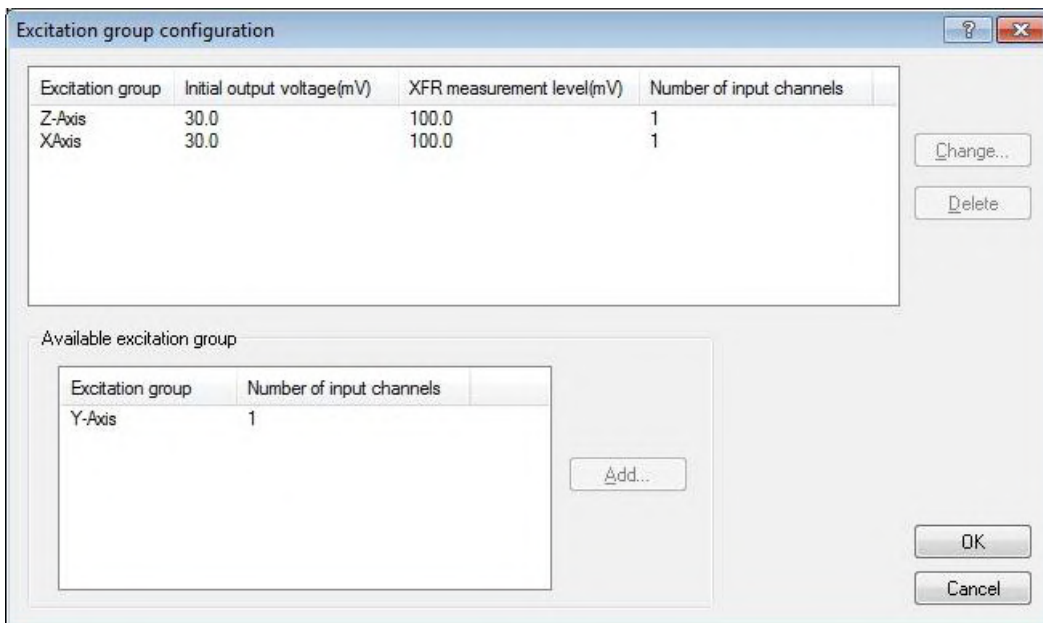 Excitation group configuration
Excitation group Initial output voltage(mV) XFR measurement level(mV) Number of input channels
Z-Axis 30.0 100.0 1
XAxis 30.0 100.0 1
Change...
Delete
Available excitation group
Excitation group Number of input channels
Y-Axis 1
Add...
OK
Cancel